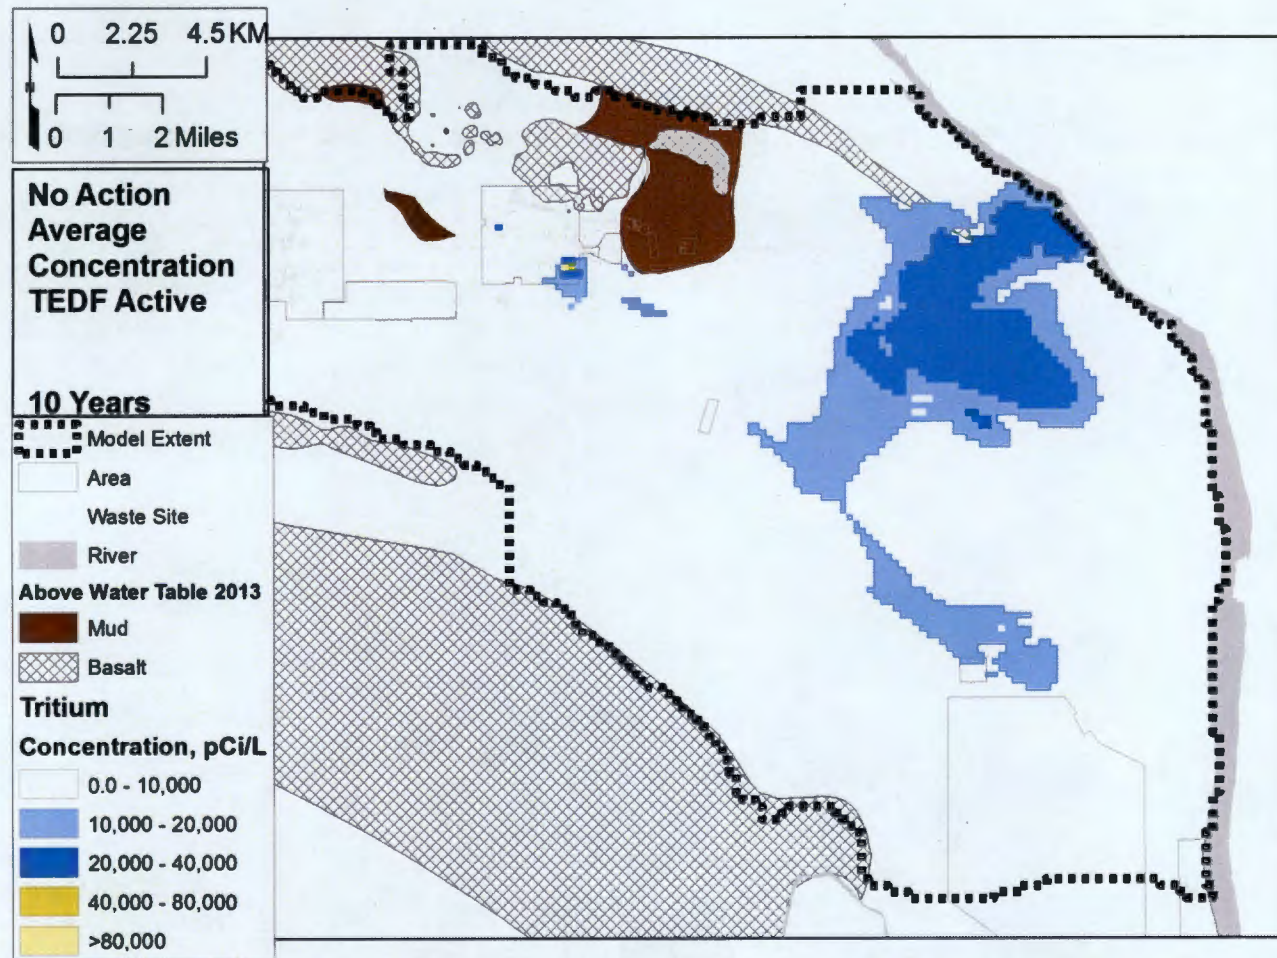 0 2.25 4.5 KM
0 1 2 Miles
No Action
Average
Concentration
TEDF Active
10 Years
Model Extent
Area
Waste Site
River
Above Water Table 2013
Mud
Basalt
Tritium
Concentration, pCi/L
0.0 - 10,000
10,000 - 20,000
20,000 - 40,000
40,000 - 80,000
>80,000